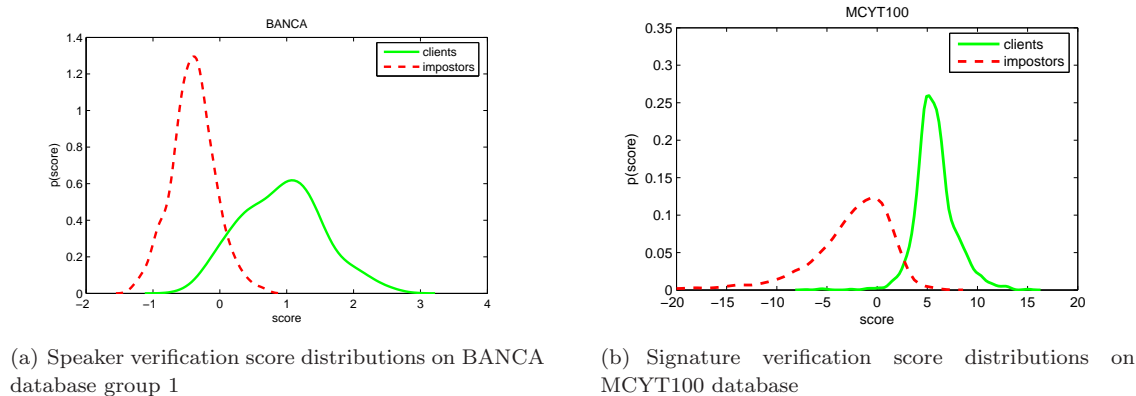 BANCA
1.4
1.2
1
0.8
0.6
0.4
0.2
0
−2 −1 0 1 2 3 4
p(score)
score
clients
impostors
(a) Speaker verification score distributions on BANCA
database group 1
MCYT100
0.35
0.3
0.25
0.2
0.15
0.1
0.05
0
−20 −15 −10 −5 0 5 10 15 20
p(score)
score
clients
impostors
(b) Signature verification score distributions on
MCYT100 database